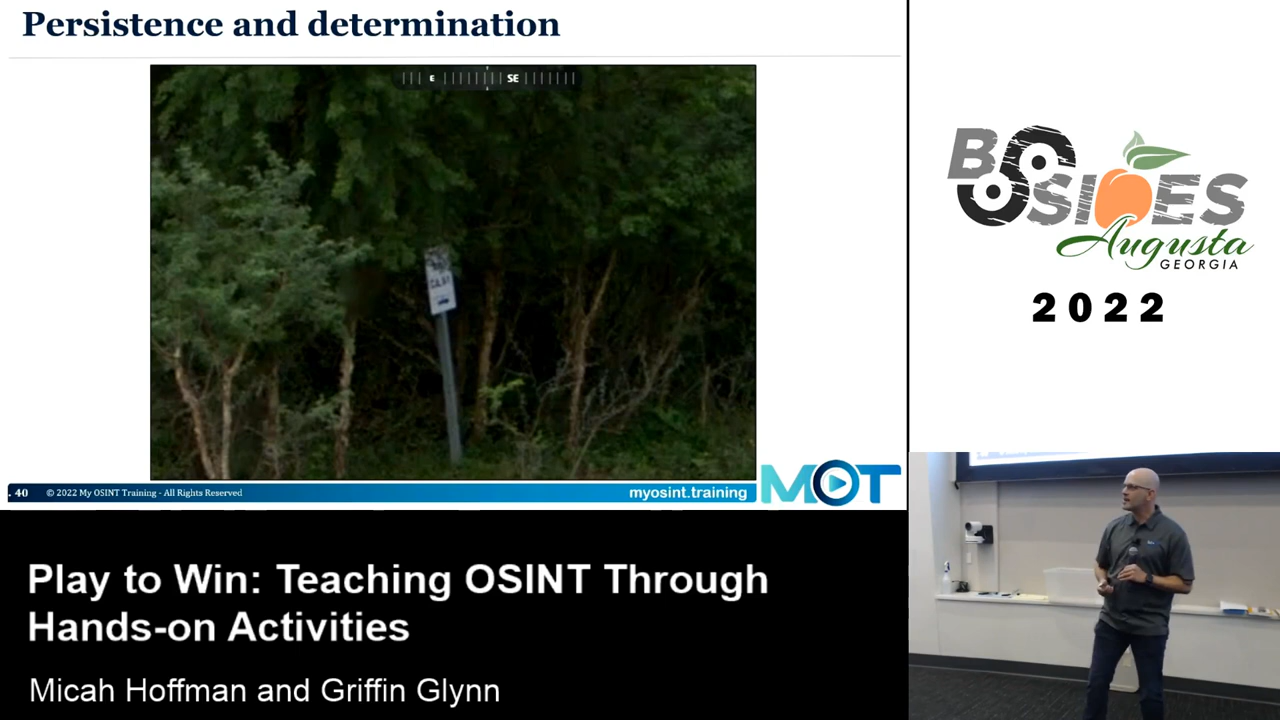 Persistence and determination
E
SE
40
© 2022 My OSINT Training - All Rights Reserved
myosint.training
MOT
BSIDES
Augusta
GEORGIA
2022
Play to Win: Teaching OSINT Through
Hands-on Activities
Micah Hoffman and Griffin Glynn